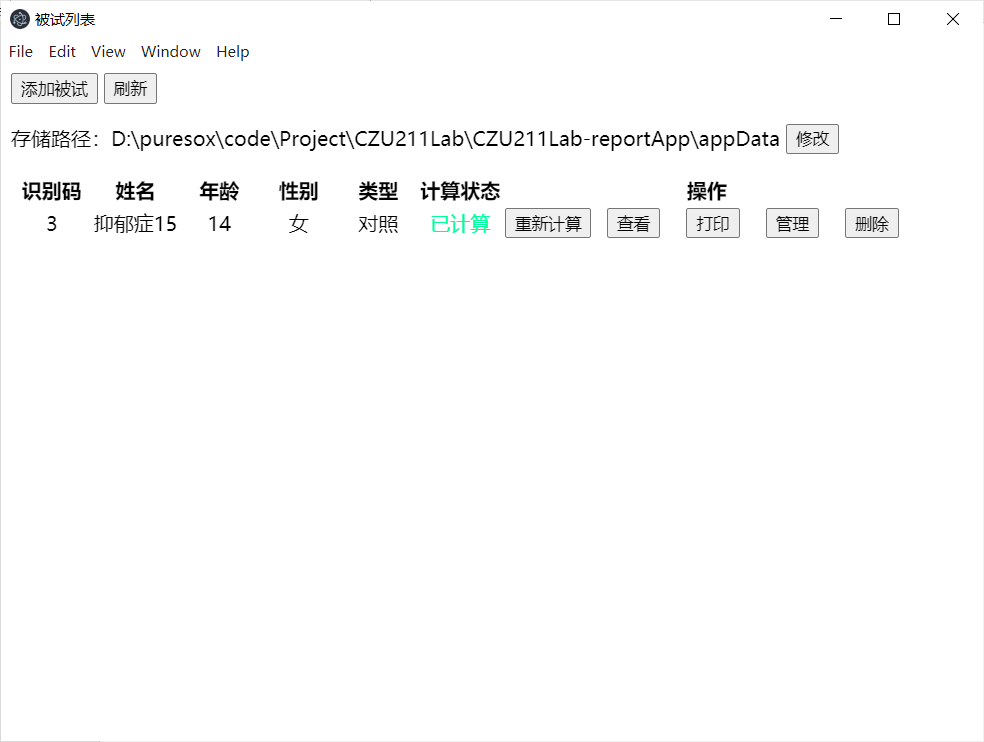 被试列表
File Edit View Window Help
添加被试 刷新
存储路径：D:\puresox\code\Project\CZU211Lab\CZU211Lab-reportApp\appData 修改
识别码 姓名 年龄 性别 类型 计算状态 操作
3 抑郁症15 14 女 对照 已计算 重新计算 查看 打印 管理 删除